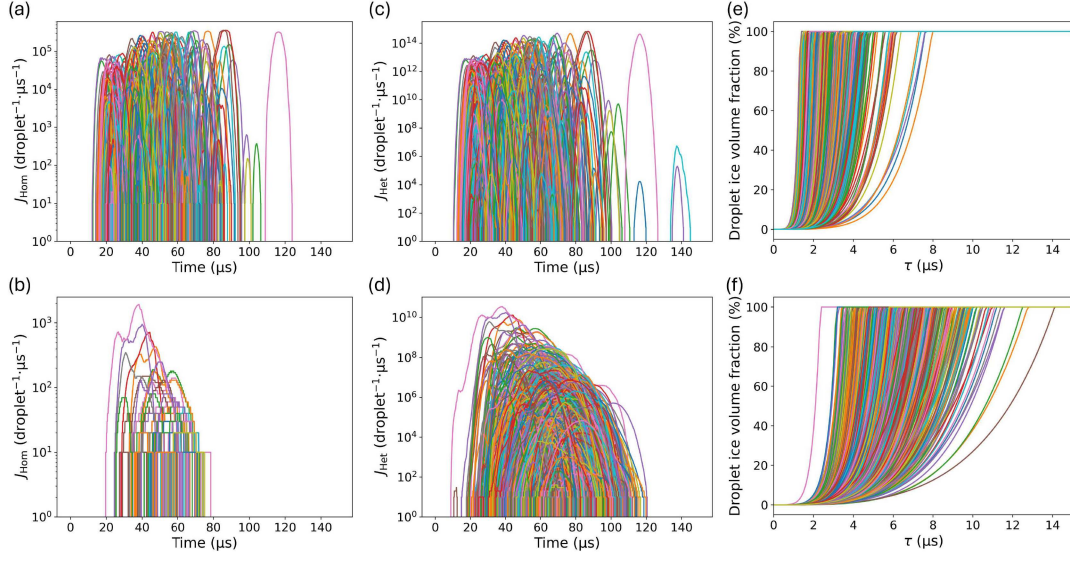 (a)
J_Hom (droplet⁻¹·μs⁻¹)
10⁵
10⁴
10³
10²
10¹
10⁰
0 20 40 60 80 100 120 140
Time (μs)
(c)
J_Het (droplet⁻¹·μs⁻¹)
10¹⁴
10¹²
10¹⁰
10⁸
10⁶
10⁴
10²
10⁰
0 20 40 60 80 100 120 140
Time (μs)
(e)
Droplet ice volume fraction (%)
100
80
60
40
20
0
0 2 4 6 8 10 12 14
τ (μs)
(b)
J_Hom (droplet⁻¹·μs⁻¹)
10³
10²
10¹
10⁰
0 20 40 60 80 100 120 140
Time (μs)
(d)
J_Het (droplet⁻¹·μs⁻¹)
10¹⁰
10⁸
10⁶
10⁴
10²
10⁰
0 20 40 60 80 100 120 140
Time (μs)
(f)
Droplet ice volume fraction (%)
100
80
60
40
20
0
0 2 4 6 8 10 12 14
τ (μs)